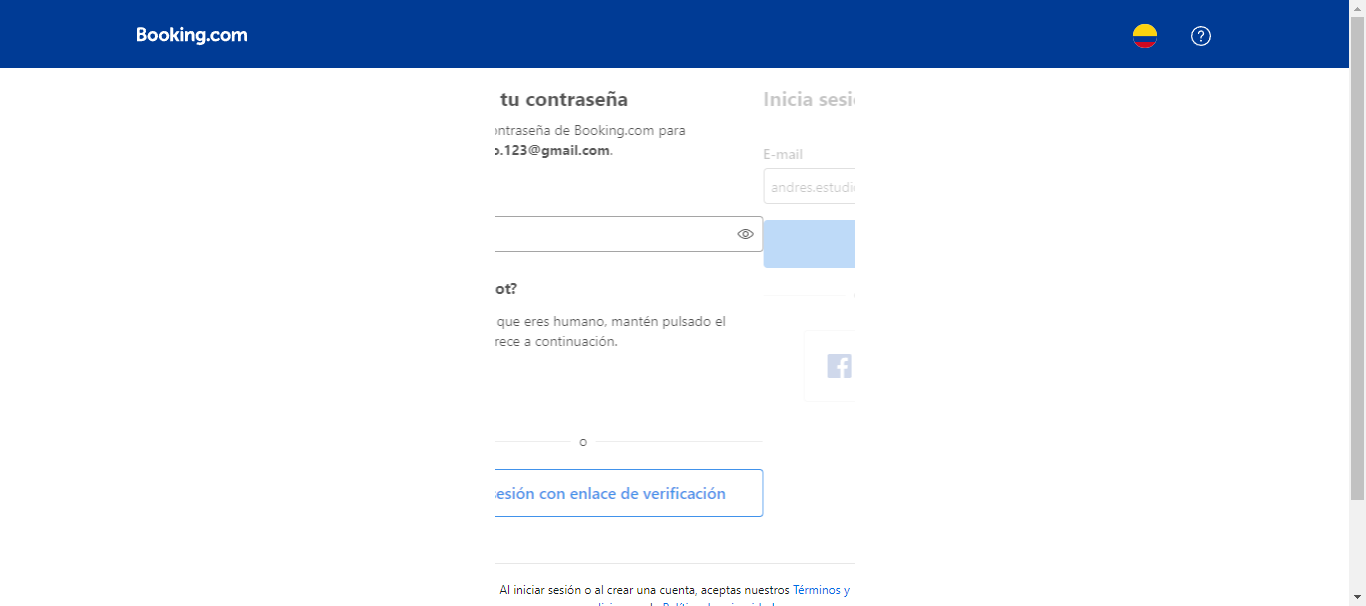 Booking.com
tu contraseña
ontraseña de Booking.com para
o.123@gmail.com.
ot?
que eres humano, mantén pulsado el
rece a continuación.
o
sesión con enlace de verificación
Inicia sesi
E-mail
andres.estudi
Al iniciar sesión o al crear una cuenta, aceptas nuestros Términos y